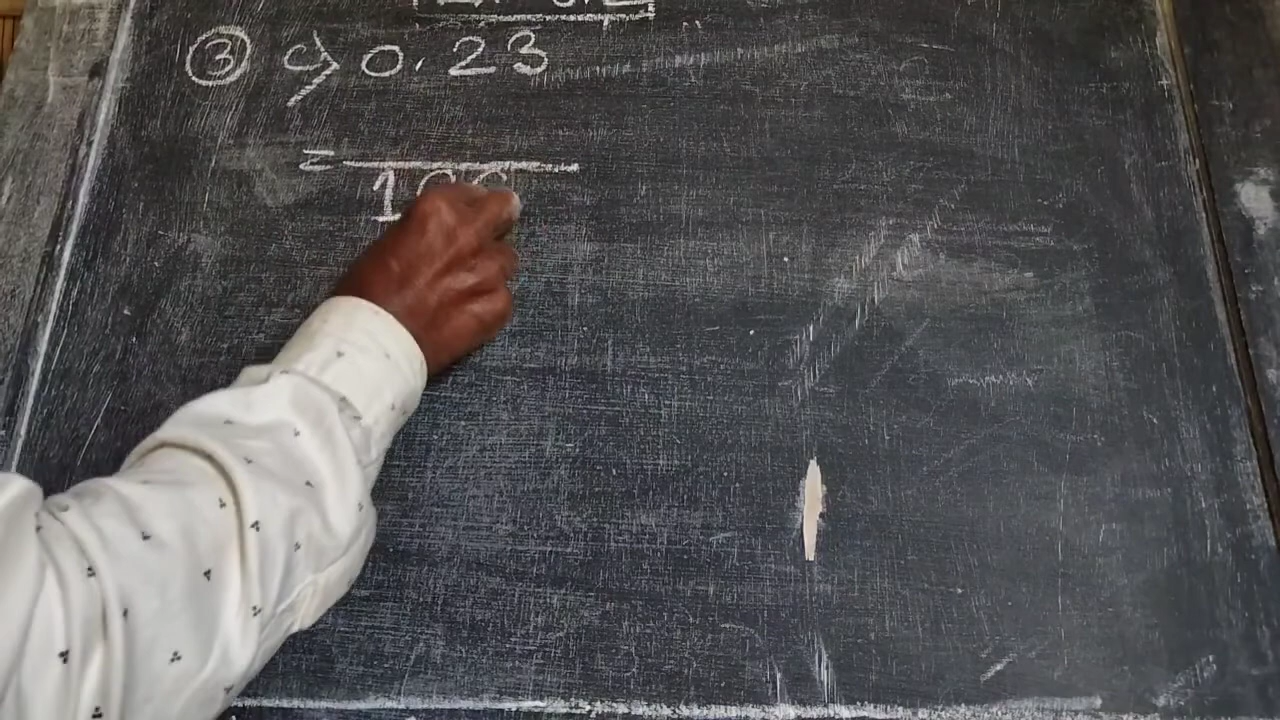 ③ c) 0.23
= 100